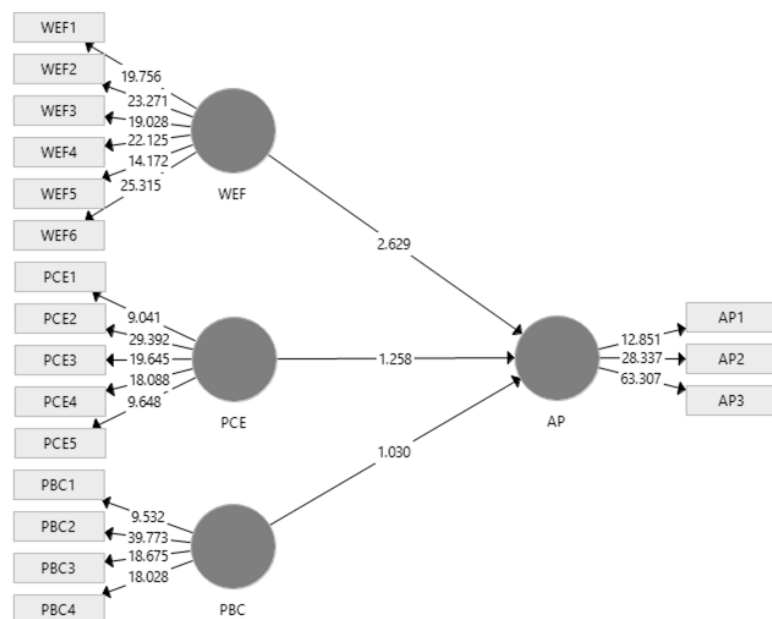 WEF1
WEF2
WEF3
WEF4
WEF5
WEF6
19.756
23.271
19.028
22.125
14.172
25.315
WEF
2.629
PCE1
PCE2
PCE3
PCE4
PCE5
9.041
29.392
19.645
18.088
9.648
PCE
1.258
PBC1
PBC2
PBC3
PBC4
9.532
39.773
18.675
18.028
PBC
1.030
AP
12.851
28.337
63.307
AP1
AP2
AP3